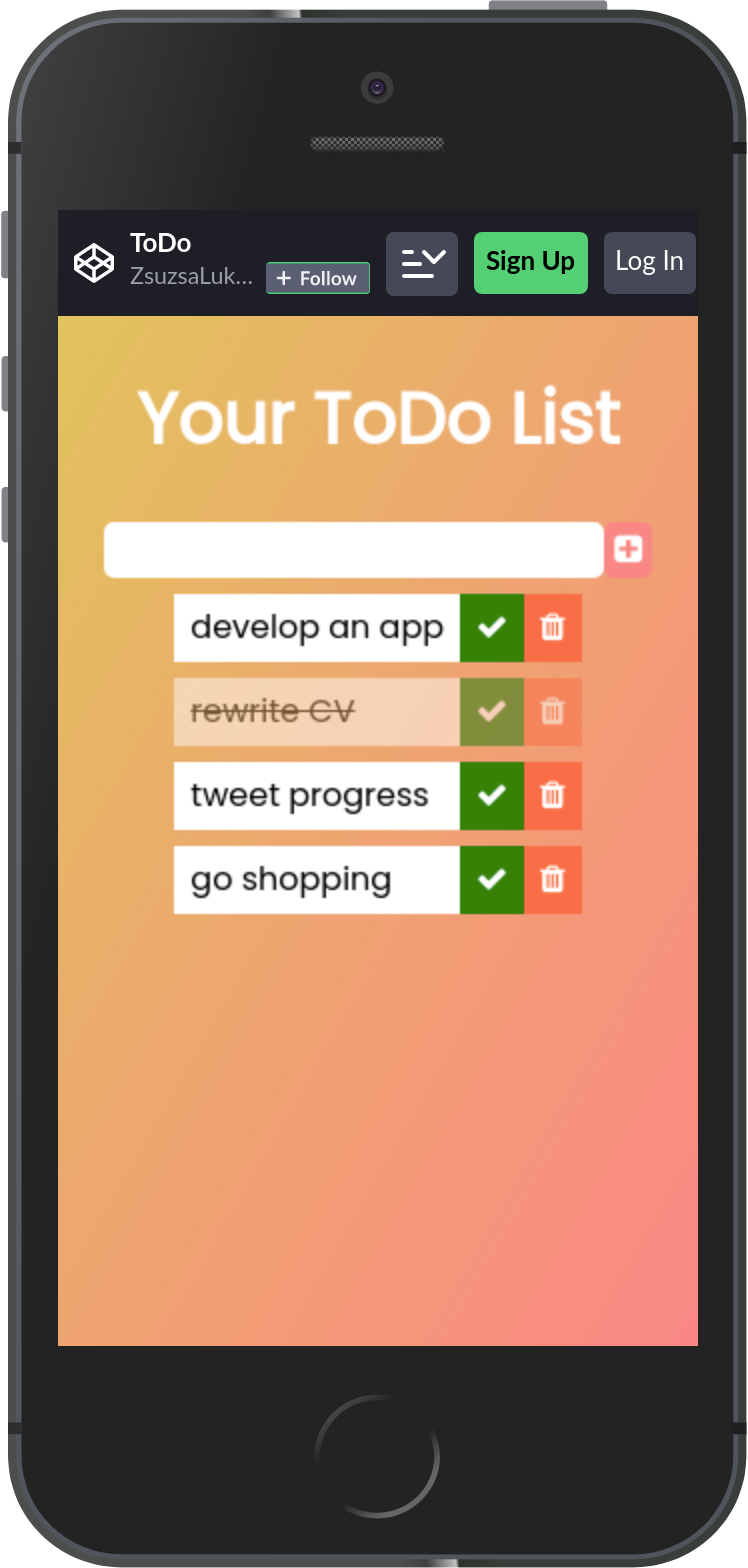 ToDo
ZsuzsaLuk...
+ Follow
Sign Up
Log In
Your ToDo List
develop an app
rewrite CV
tweet progress
go shopping